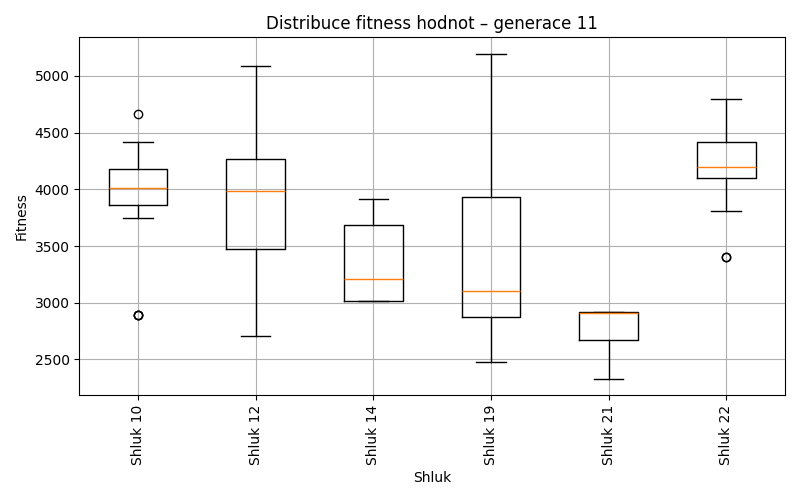 Distribuce fitness hodnot – generace 11
Fitness
5000
4500
4000
3500
3000
2500
Shluk 10
Shluk 12
Shluk 14
Shluk 19
Shluk 21
Shluk 22
Shluk